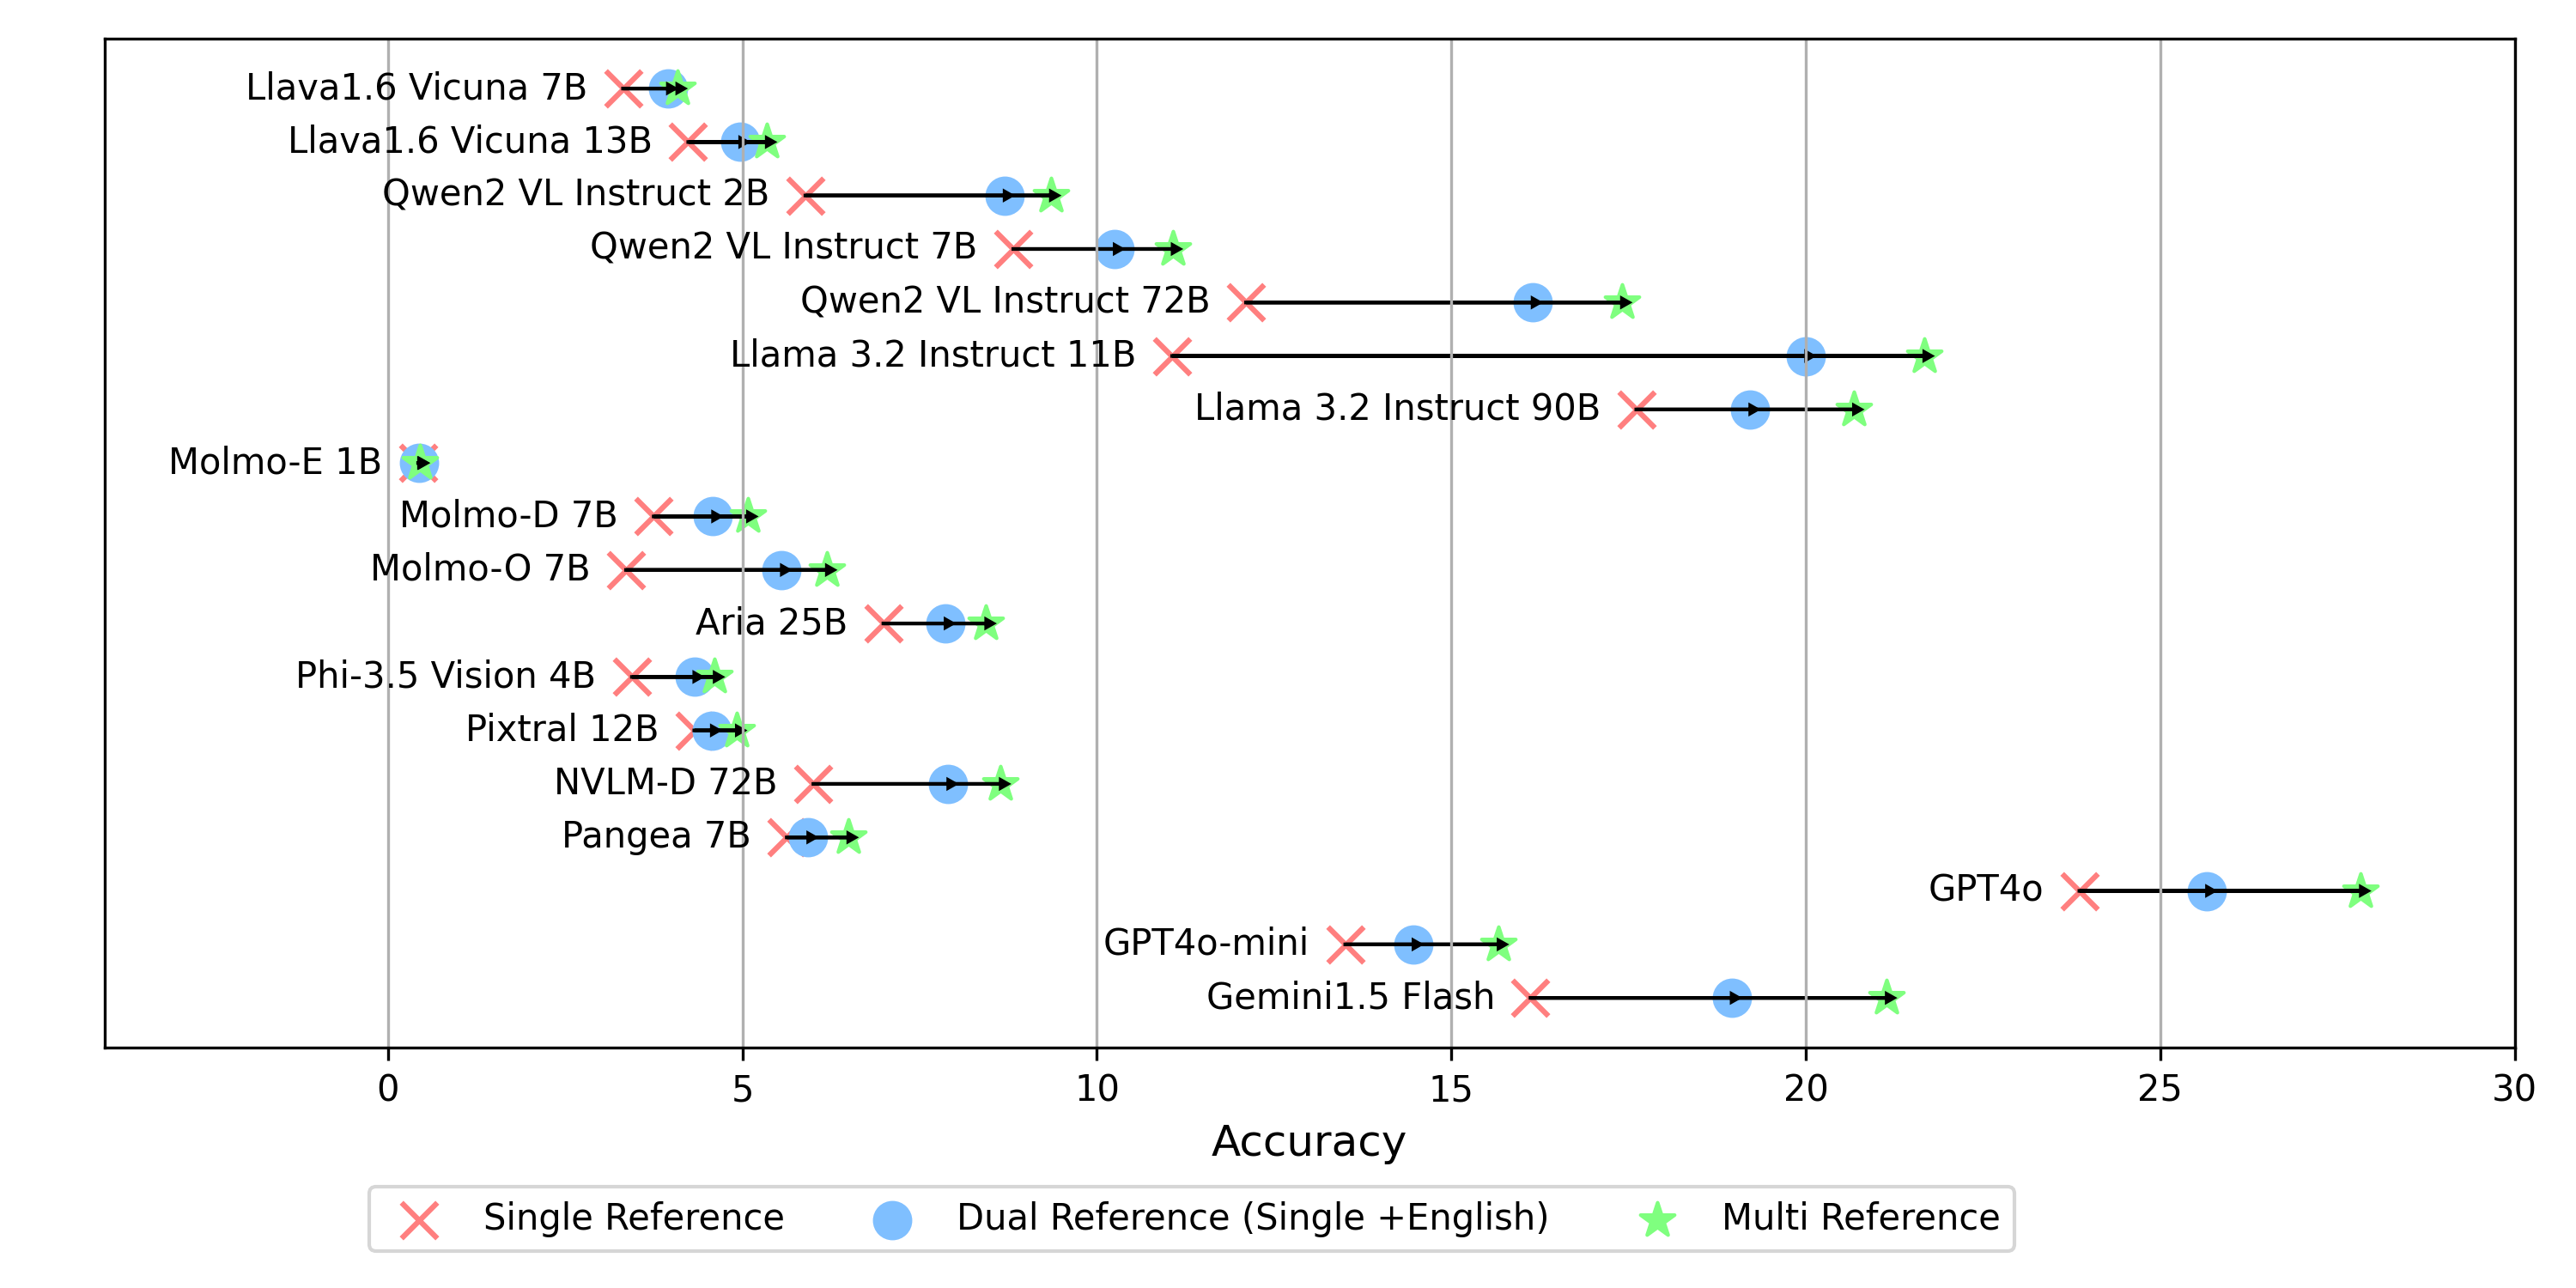 Llava1.6 Vicuna 7B
Llava1.6 Vicuna 13B
Qwen2 VL Instruct 2B
Qwen2 VL Instruct 7B
Qwen2 VL Instruct 72B
Llama 3.2 Instruct 11B
Llama 3.2 Instruct 90B
Molmo-E 1B
Molmo-D 7B
Molmo-O 7B
Aria 25B
Phi-3.5 Vision 4B
Pixtral 12B
NVLM-D 72B
Pangea 7B
GPT4o
GPT4o-mini
Gemini1.5 Flash
0 5 10 15 20 25 30
Accuracy
Single Reference Dual Reference (Single +English) Multi Reference